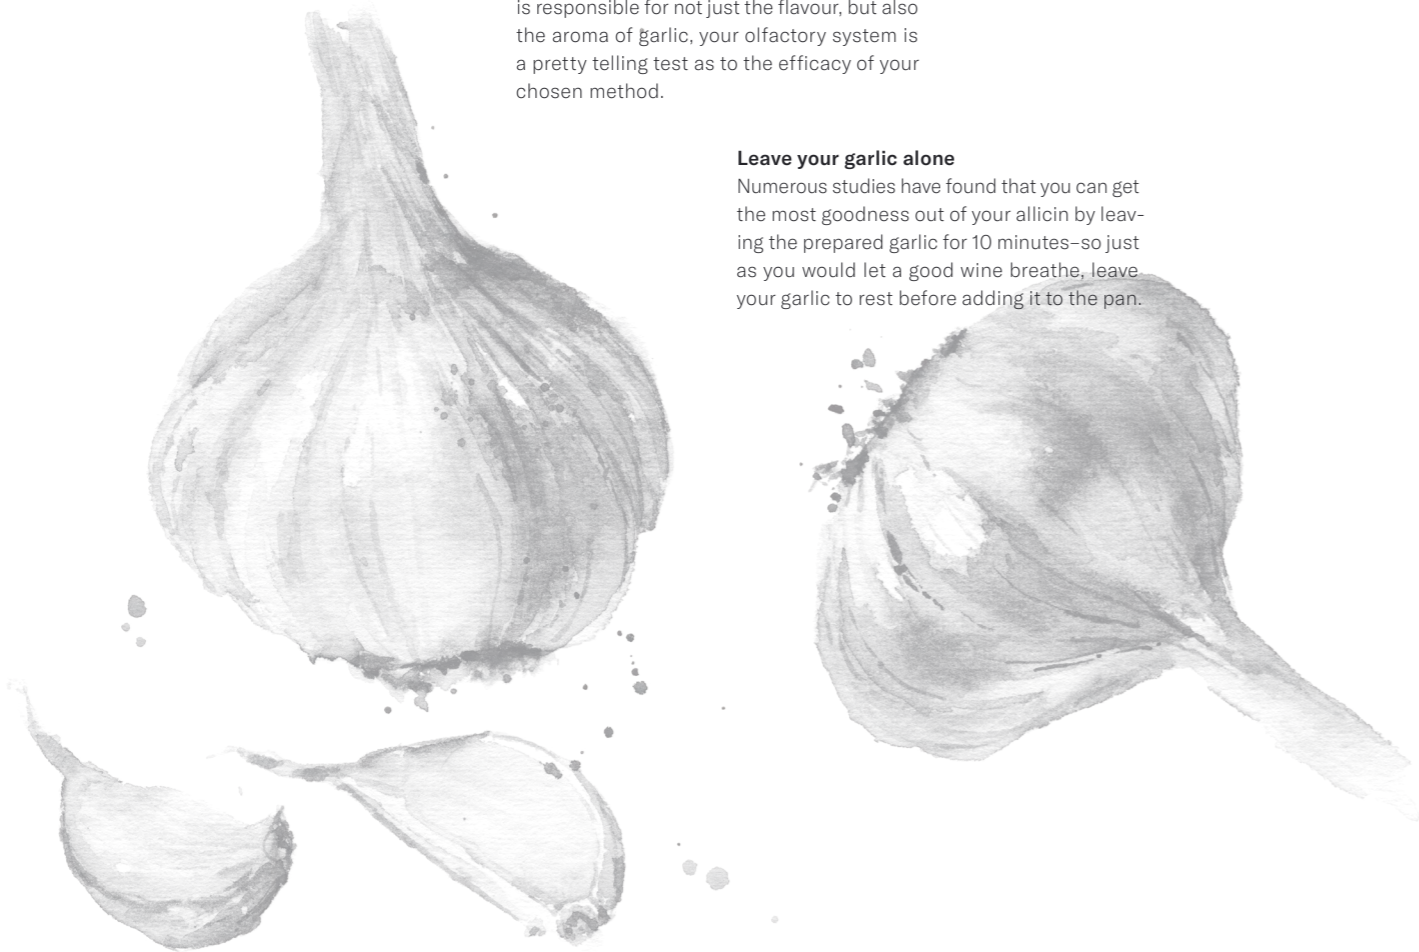 is responsible for not just the flavour, but also
the aroma of garlic, your olfactory system is
a pretty telling test as to the efficacy of your
chosen method.
Leave your garlic alone
Numerous studies have found that you can get
the most goodness out of your allicin by leav-
ing the prepared garlic for 10 minutes–so just
as you would let a good wine breathe, leave
your garlic to rest before adding it to the pan.